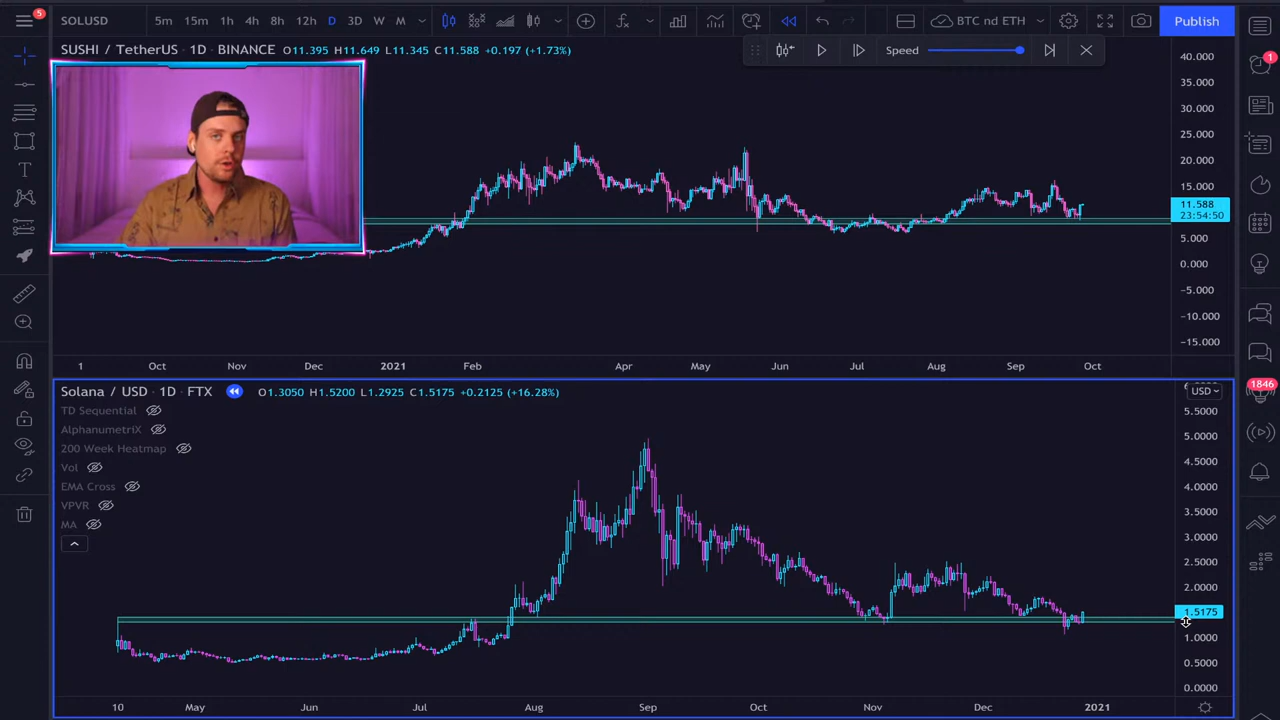 5
SOLUSD 5m 15m 1h 4h 8h 12h D 3D W M BTC nd ETH Publish
SUSHI / TetherUS · 1D · BINANCE O11.395 H11.649 L11.345 C11.588 +0.197 (+1.73%)
Speed
40.000
35.000
30.000
25.000
20.000
15.000
11.588
23:54:50
5.000
0.000
−5.000
−10.000
−15.000
1 Oct Nov Dec 2021 Feb Apr May Jun Jul Aug Sep Oct
1
1846
Solana / USD · 1D · FTX O1.3050 H1.5200 L1.2925 C1.5175 +0.2125 (+16.28%)
USD
TD Sequential
AlphanumetriX
200 Week Heatmap
Vol
EMA Cross
VPVR
MA
5.5000
5.0000
4.5000
4.0000
3.5000
3.0000
2.5000
2.0000
1.5175
1.0000
0.5000
0.0000
10 May Jun Jul Aug Sep Oct Nov Dec 2021